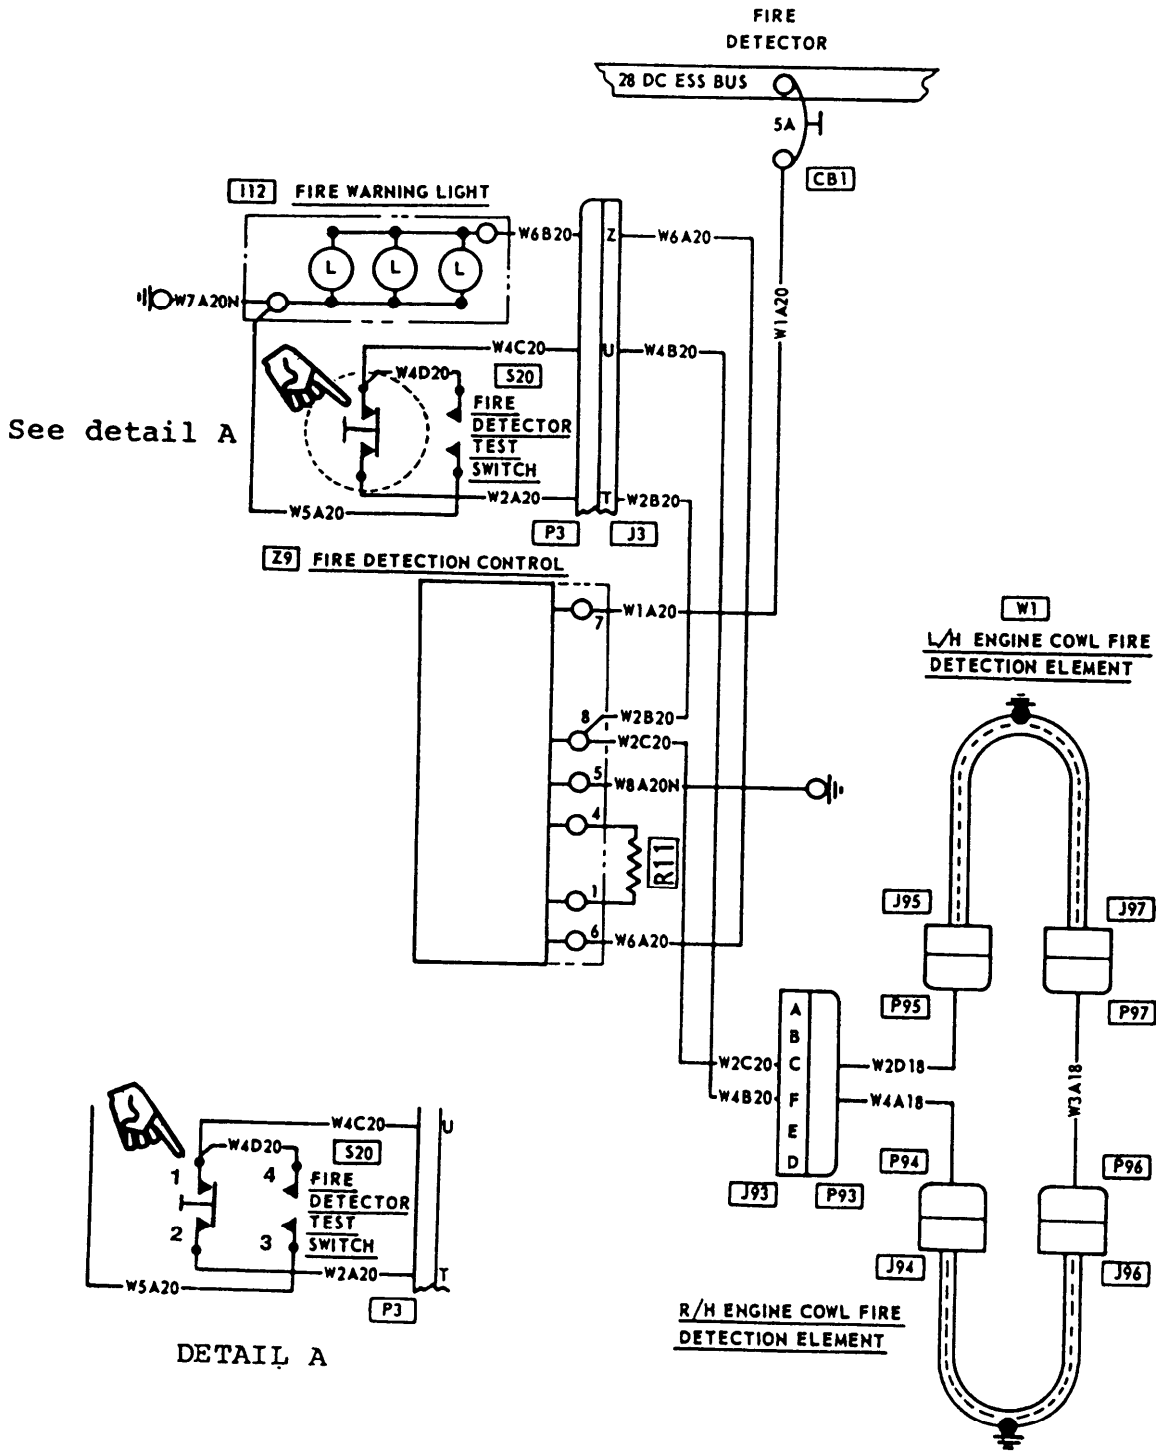 FIRE
DETECTOR
28 DC ESS BUS
5A
CB1
I12 FIRE WARNING LIGHT
W6B20 Z W6A20
L L L
W7A20N
W1A20
W4C20 U W4B20
W4D20 S20
See detail A
FIRE
DETECTOR
TEST
SWITCH
W2A20 T W2B20
W5A20
P3 J3
Z9 FIRE DETECTION CONTROL
7 W1A20
8 W2B20
W2C20
5 W8A20N
4
R11
1
6 W6A20
W1
L/H ENGINE COWL FIRE
DETECTION ELEMENT
J95 J97
P95 P97
A
B
W2C20 C W2D18
W4B20 F W4A18
E
D
J93 P93
W3A18
P94 P96
J94 J96
R/H ENGINE COWL FIRE
DETECTION ELEMENT
W4C20 U
W4D20 S20
1 4 FIRE
DETECTOR
2 3 TEST
SWITCH
W2A20 T
W5A20
P3
DETAIL A